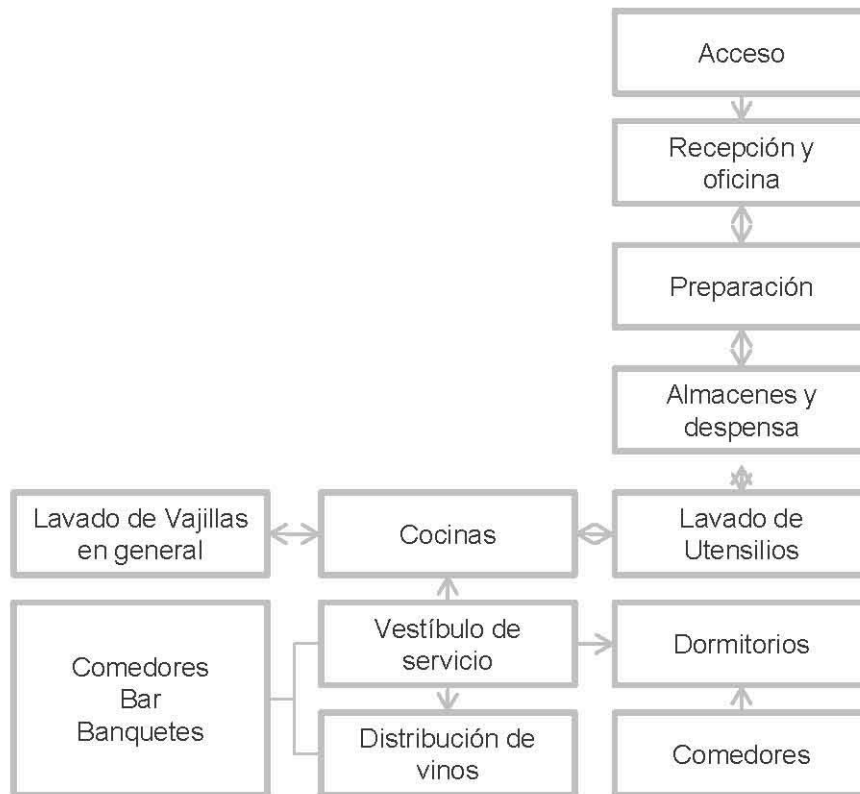 Acceso
Recepción y
oficina
Preparación
Almacenes y
despensa
Lavado de Vajillas
en general
Cocinas
Lavado de
Utensilios
Comedores
Bar
Banquetes
Vestíbulo de
servicio
Dormitorios
Distribución de
vinos
Comedores